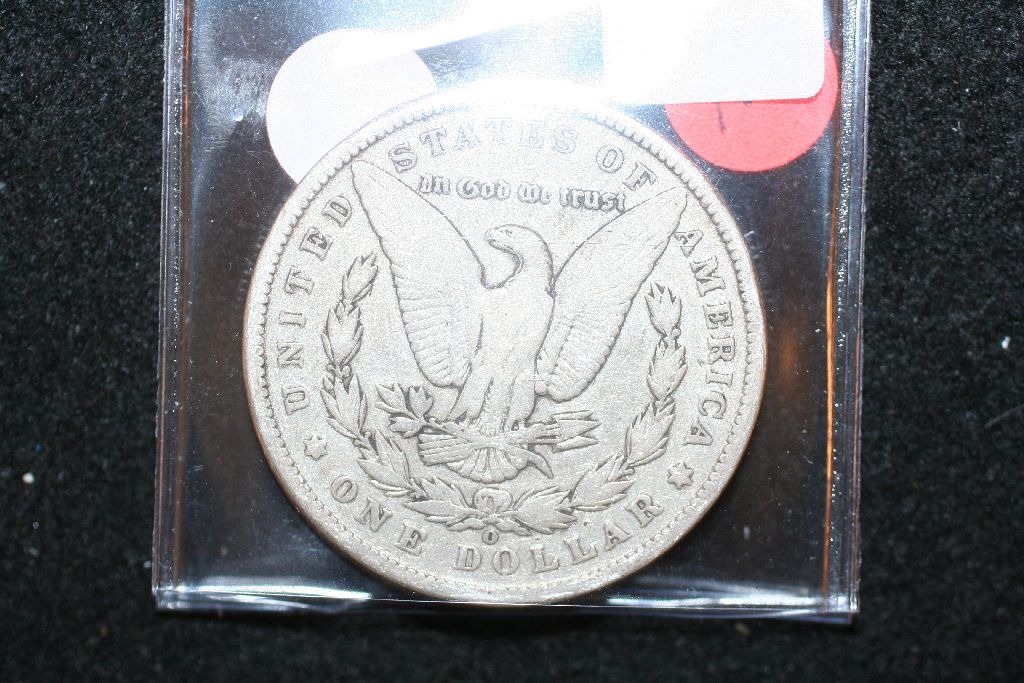 UNITED STATES OF AMERICA
In God we trust
O
ONE DOLLAR